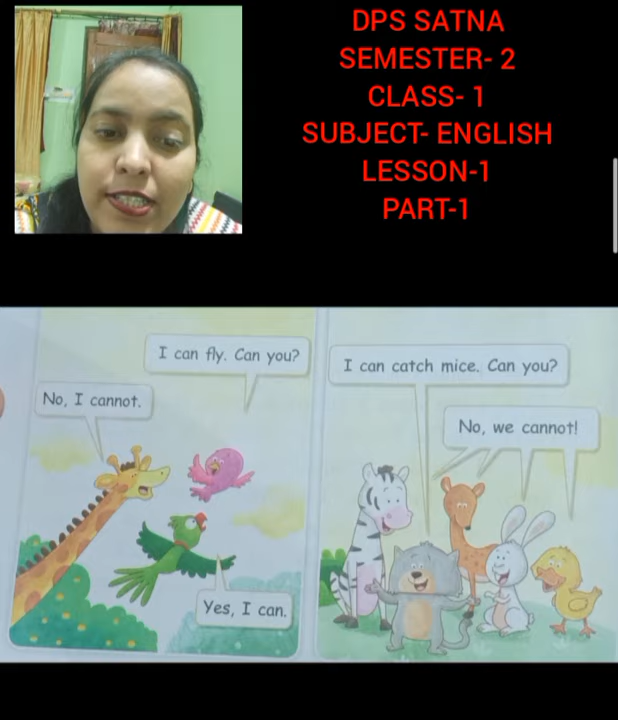 DPS SATNA
SEMESTER- 2
CLASS- 1
SUBJECT- ENGLISH
LESSON-1
PART-1
I can fly. Can you?
No, I cannot.
Yes, I can.
I can catch mice. Can you?
No, we cannot!